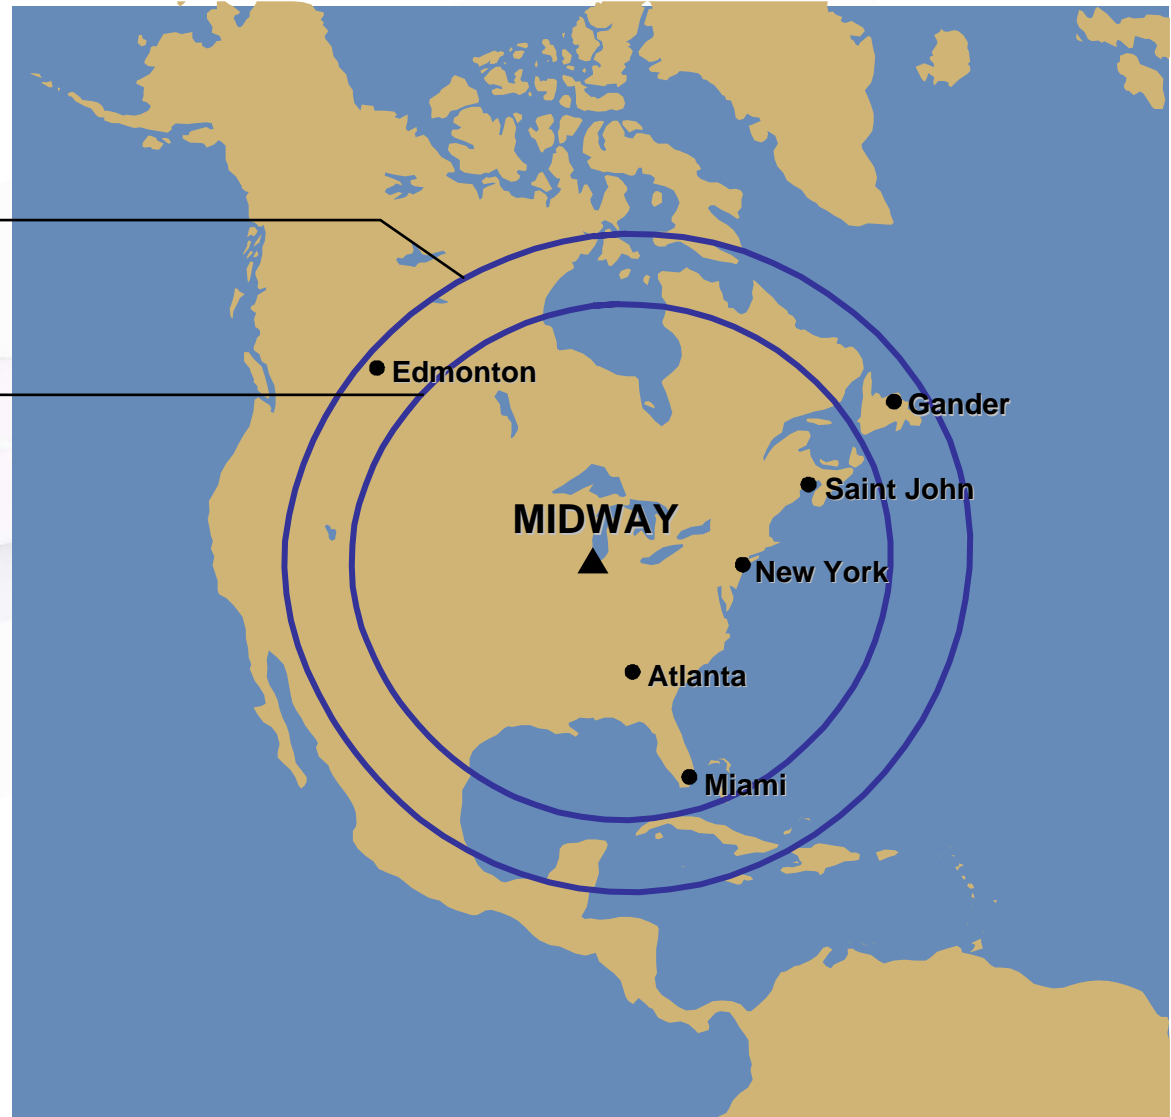 Edmonton
Gander
Saint John
MIDWAY
New York
Atlanta
Miami